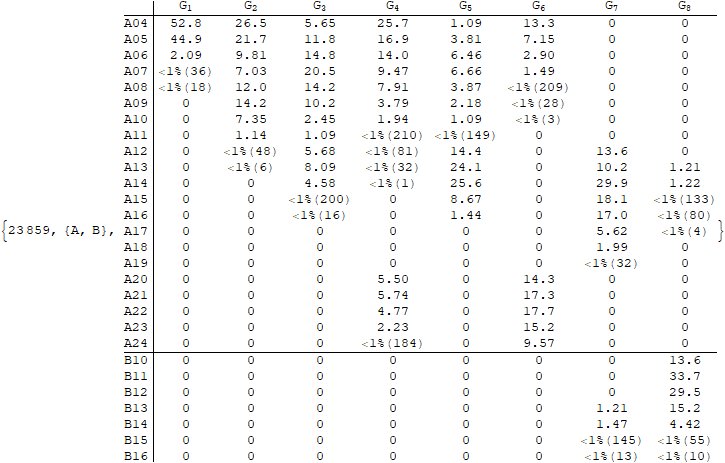 G1 G2 G3 G4 G5 G6 G7 G8
A04 52.8 26.5 5.65 25.7 1.09 13.3 0 0
A05 44.9 21.7 11.8 16.9 3.81 7.15 0 0
A06 2.09 9.81 14.8 14.0 6.46 2.90 0 0
A07 <1%(36) 7.03 20.5 9.47 6.66 1.49 0 0
A08 <1%(18) 12.0 14.2 7.91 3.87 <1%(209) 0 0
A09 0 14.2 10.2 3.79 2.18 <1%(28) 0 0
A10 0 7.35 2.45 1.94 1.09 <1%(3) 0 0
A11 0 1.14 1.09 <1%(210) <1%(149) 0 0 0
A12 0 <1%(48) 5.68 <1%(81) 14.4 0 13.6 0
A13 0 <1%(6) 8.09 <1%(32) 24.1 0 10.2 1.21
A14 0 0 4.58 <1%(1) 25.6 0 29.9 1.22
A15 0 0 <1%(200) 0 8.67 0 18.1 <1%(133)
A16 0 0 <1%(16) 0 1.44 0 17.0 <1%(80)
{23859, {A, B}, A17 0 0 0 0 0 0 5.62 <1%(4) }
A18 0 0 0 0 0 0 1.99 0
A19 0 0 0 0 0 0 <1%(32) 0
A20 0 0 0 5.50 0 14.3 0 0
A21 0 0 0 5.74 0 17.3 0 0
A22 0 0 0 4.77 0 17.7 0 0
A23 0 0 0 2.23 0 15.2 0 0
A24 0 0 0 <1%(184) 0 9.57 0 0
B10 0 0 0 0 0 0 0 13.6
B11 0 0 0 0 0 0 0 33.7
B12 0 0 0 0 0 0 0 29.5
B13 0 0 0 0 0 0 1.21 15.2
B14 0 0 0 0 0 0 1.47 4.42
B15 0 0 0 0 0 0 <1%(145) <1%(55)
B16 0 0 0 0 0 0 <1%(13) <1%(10)